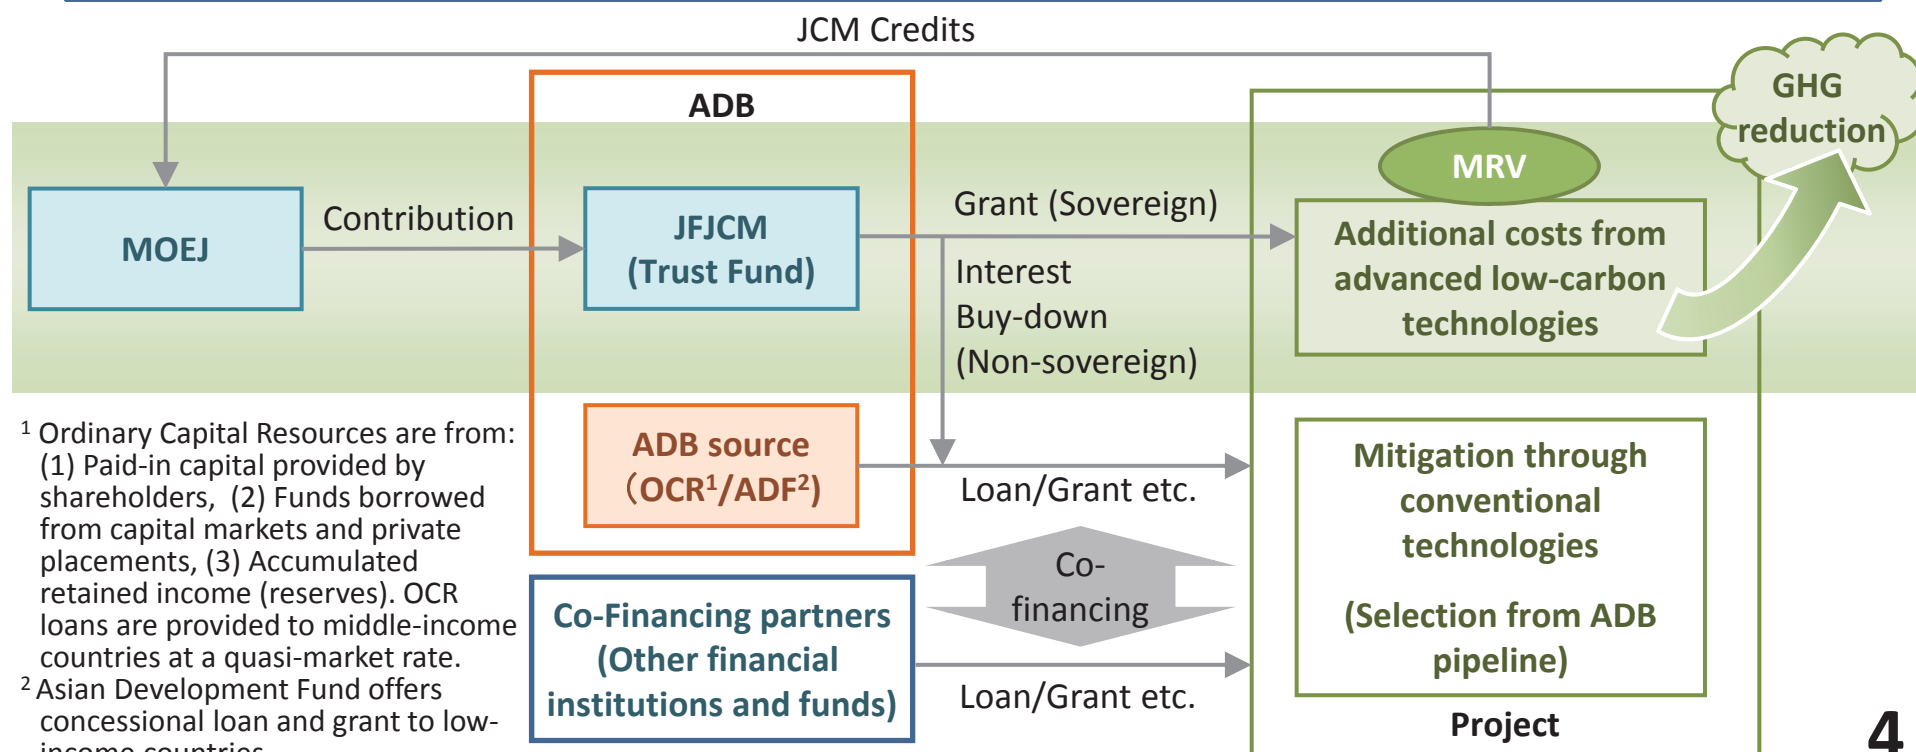 JCM Credits
ADB
GHG
reduction
MRV
MOEJ
Contribution
JFJCM
(Trust Fund)
Grant (Sovereign)
Interest
Buy-down
(Non-sovereign)
Additional costs from
advanced low-carbon
technologies
ADB source
（OCR¹/ADF²)
Loan/Grant etc.
Co-
financing
Co-Financing partners
(Other financial
institutions and funds)
Loan/Grant etc.
Mitigation through
conventional
technologies
(Selection from ADB
pipeline)
Project
¹ Ordinary Capital Resources are from:
(1) Paid-in capital provided by
shareholders, (2) Funds borrowed
from capital markets and private
placements, (3) Accumulated
retained income (reserves). OCR
loans are provided to middle-income
countries at a quasi-market rate.
² Asian Development Fund offers
concessional loan and grant to low-
income countries
4